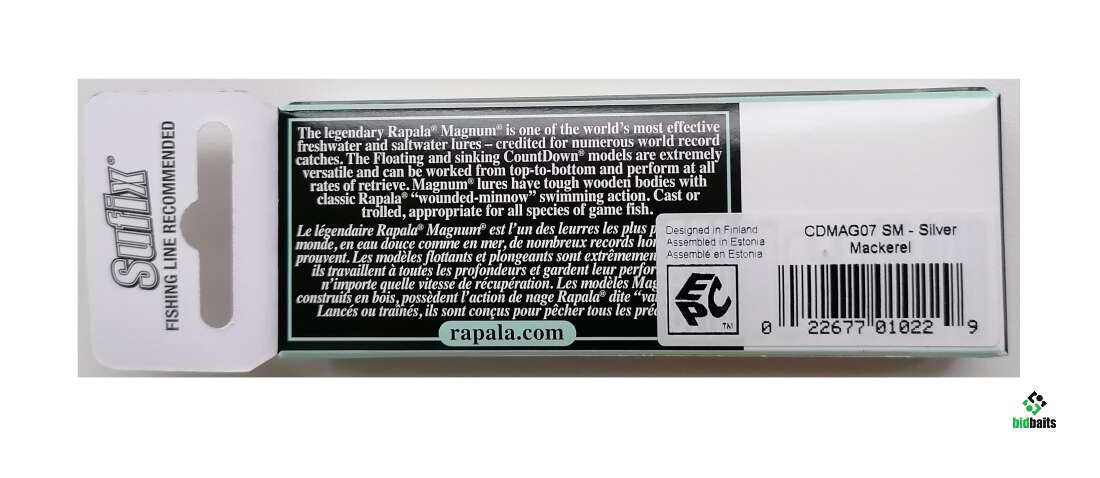 Sufix®
FISHING LINE RECOMMENDED
The legendary Rapala® Magnum® is one of the world's most effective
freshwater and saltwater lures – credited for numerous world record
catches. The Floating and sinking CountDown® models are extremely
versatile and can be worked from top-to-bottom and perform at all
rates of retrieve. Magnum® lures have tough wooden bodies with
classic Rapala® “wounded-minnow” swimming action. Cast or
trolled, appropriate for all species of game fish.
Le légendaire Rapala® Magnum® est l'un des leurres les plus
monde, en eau douce comme en mer, de nombreux records
prouvent. Les modèles flottants et plongeants sont
ils travaillent à toutes les profondeurs et gardent leur
n'importe quelle vitesse de récupération. Les modèles
construits en bois, possèdent l'action de nage Rapala® dite
Lancés ou traînés, ils sont conçus pour pêcher tous les
rapala.com
Designed in Finland
Assembled in Estonia
Assemblé en Estonia
EPC
TM
CDMAG07 SM - Silver
Mackerel
0 22677 01022 9
bidbaits